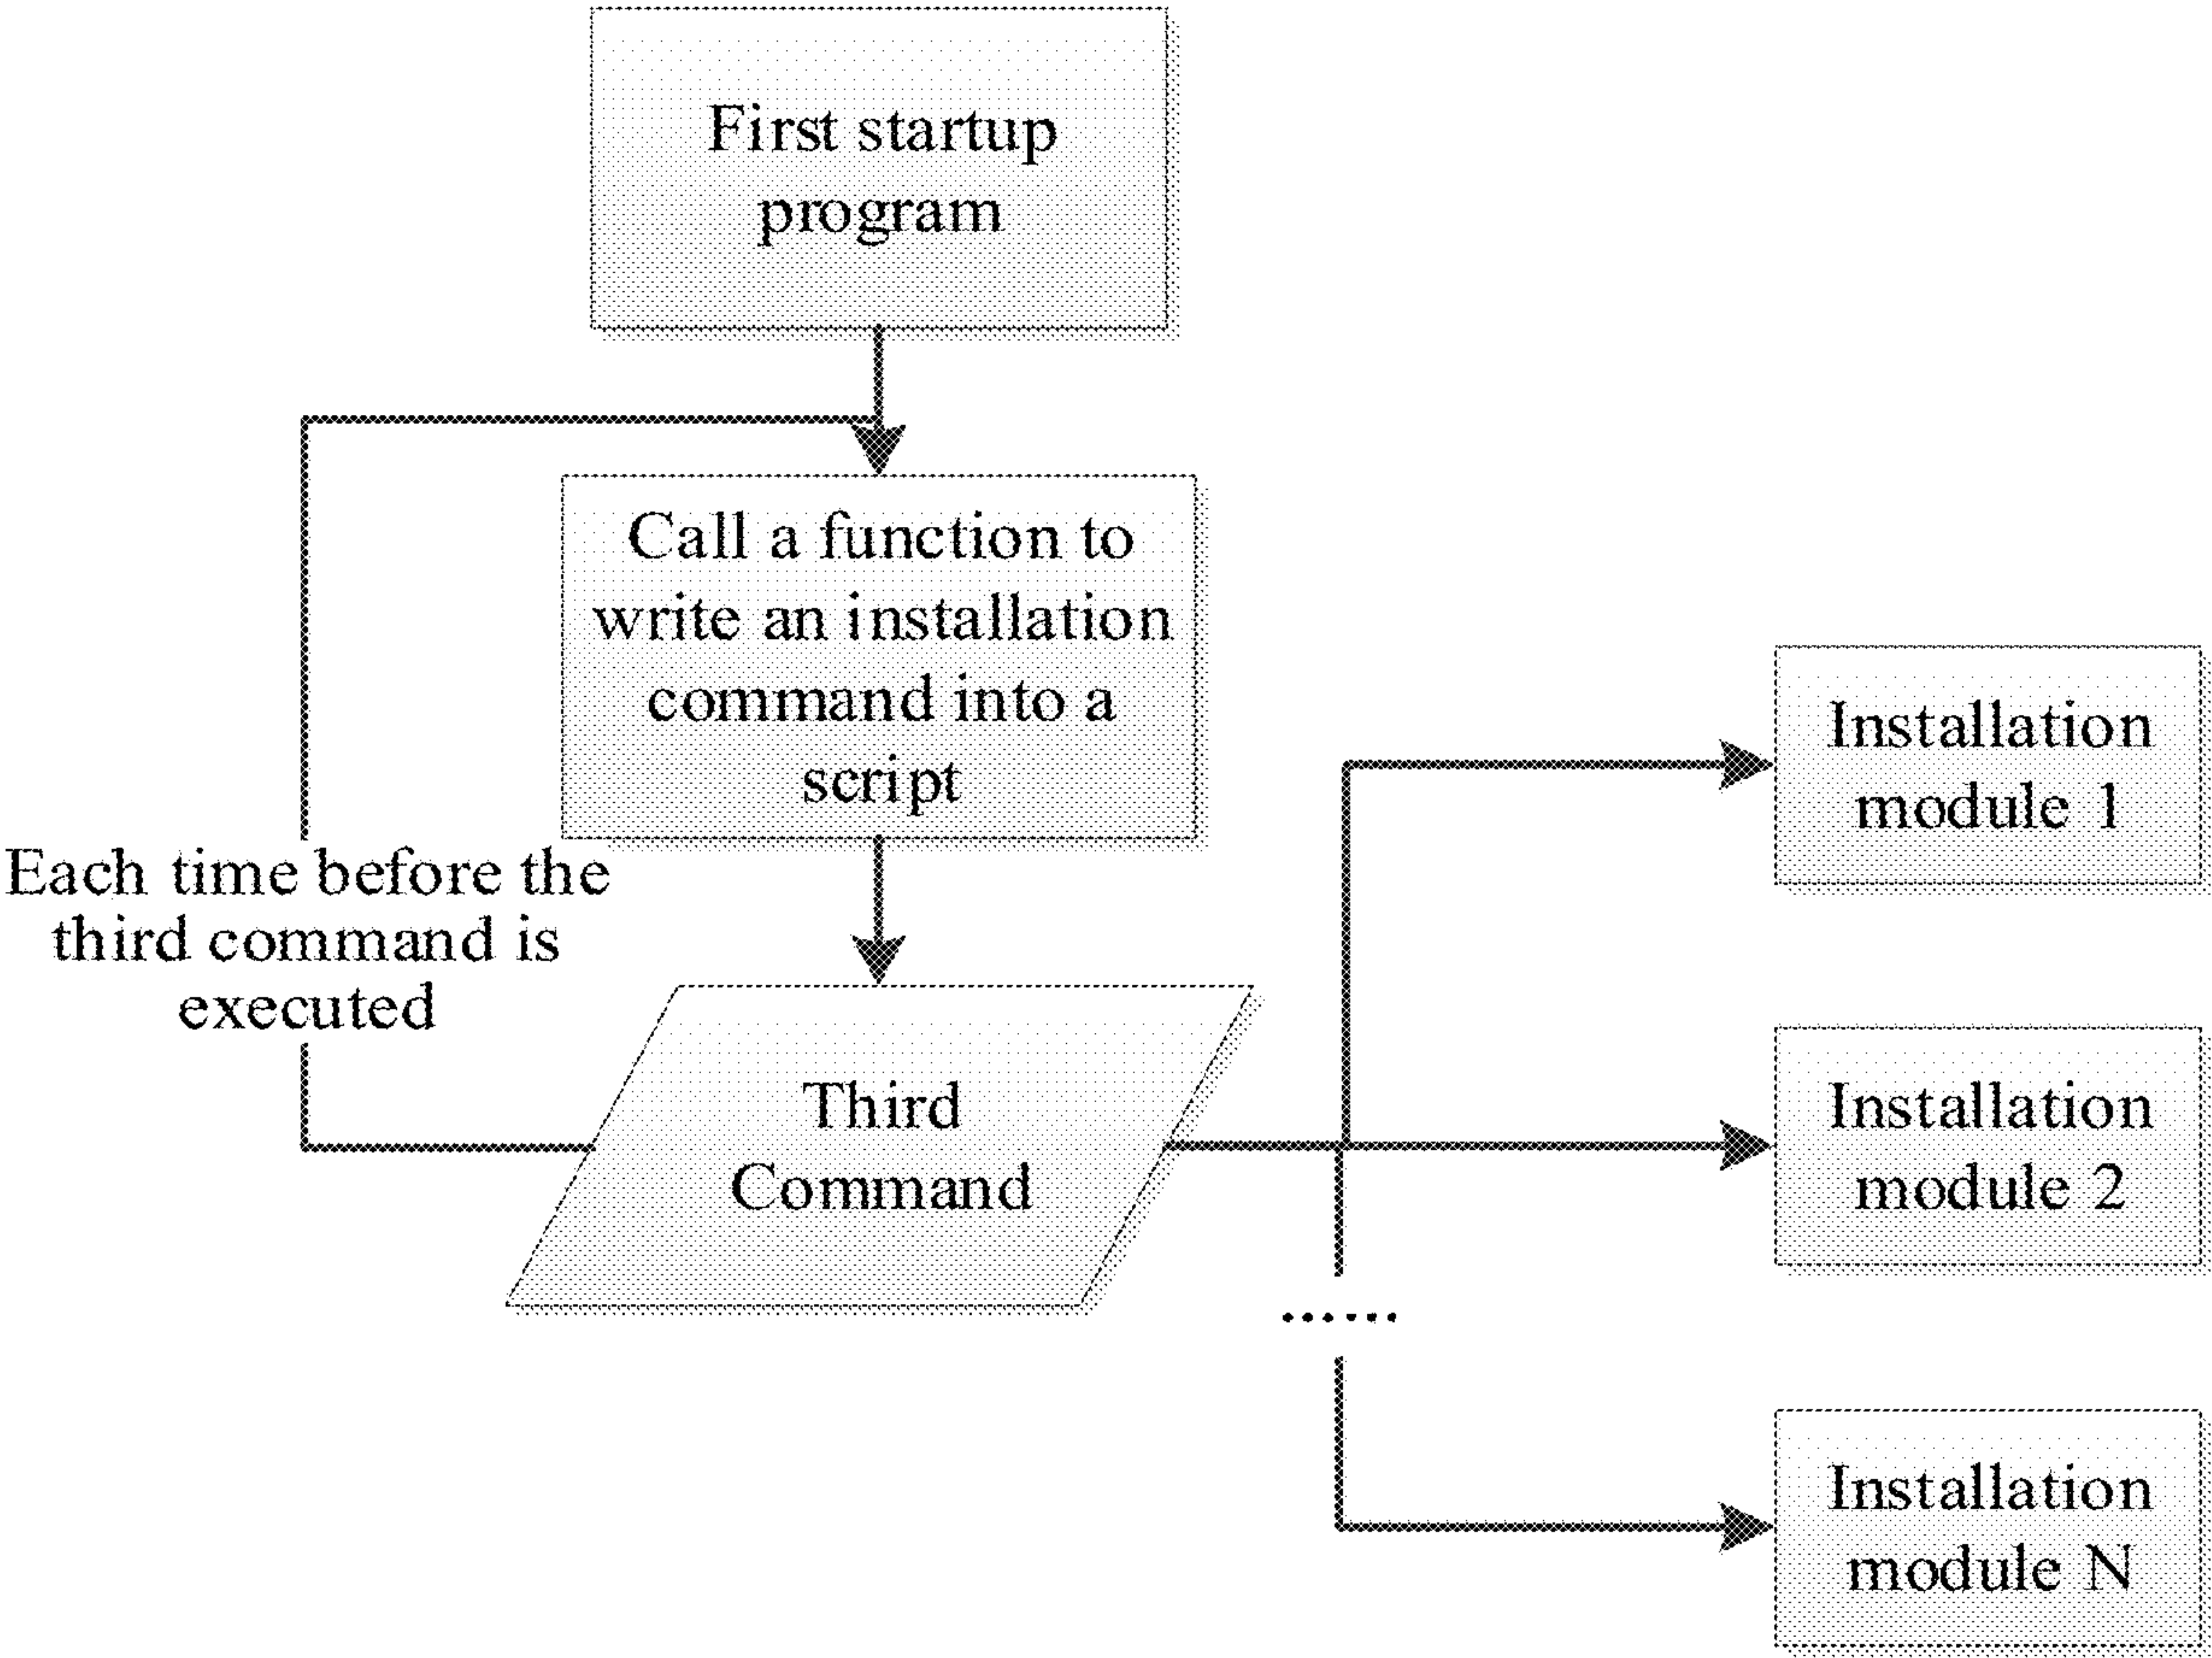 First startup
program
Call a function to
write an installation
command into a
script
Each time before the
third command is
executed
Third
Command
Installation
module 1
Installation
module 2
......
Installation
module N